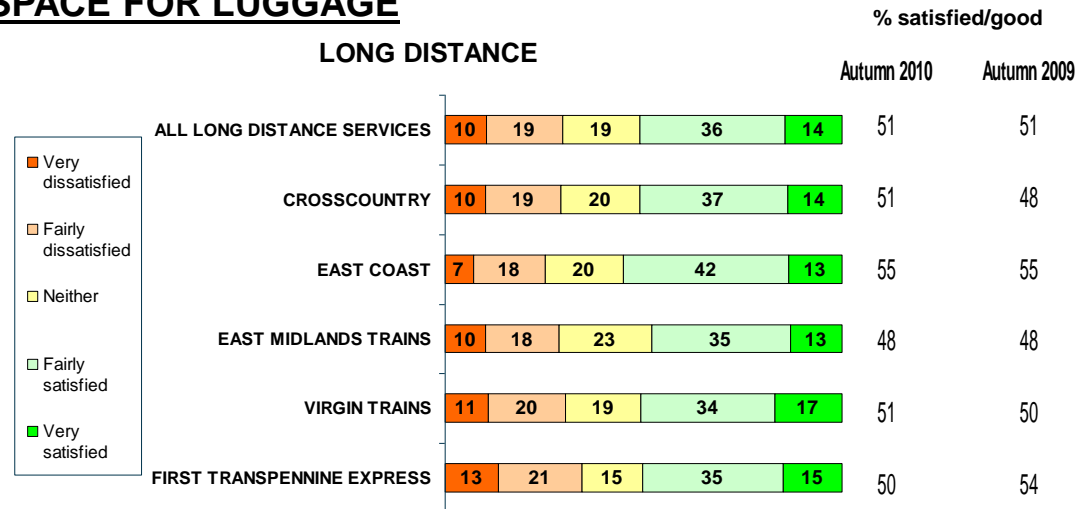 SPACE FOR LUGGAGE
% satisfied/good
LONG DISTANCE
Autumn 2010 Autumn 2009
ALL LONG DISTANCE SERVICES 10 19 19 36 14 51 51
CROSSCOUNTRY 10 19 20 37 14 51 48
EAST COAST 7 18 20 42 13 55 55
EAST MIDLANDS TRAINS 10 18 23 35 13 48 48
VIRGIN TRAINS 11 20 19 34 17 51 50
FIRST TRANSPENNINE EXPRESS 13 21 15 35 15 50 54
Very
dissatisfied
Fairly
dissatisfied
Neither
Fairly
satisfied
Very
satisfied